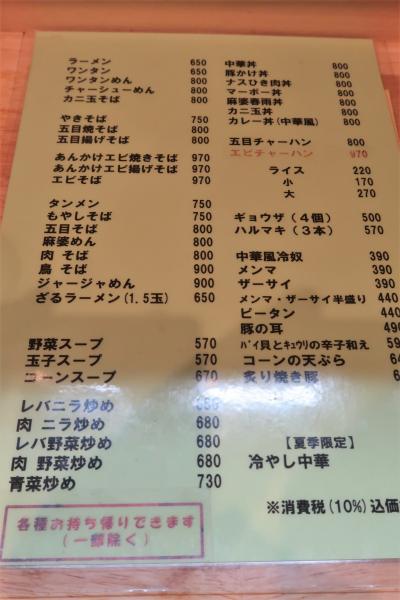 ラーメン 650
ワンタン 650
ワンタンめん 800
チャーシューめん 800
カニ玉そば 800
やきそば 750
五目焼そば 800
五目揚げそば 800
あんかけエビ焼きそば 970
あんかけエビ揚げそば 970
エビそば 970
タンメン 750
もやしそば 750
五目そば 800
麻婆めん 800
肉 そば 900
鳥 そば 900
ジャージャめん 900
ざるラーメン(1.5玉) 650
野菜スープ 570
玉子スープ 570
コーンスープ 670
レバニラ炒め
肉 ニラ炒め 680
レバ野菜炒め 680
肉 野菜炒め 680
青菜炒め 730
各種お持ち帰りできます
(一部除く)
中華丼 800
豚かけ丼 800
ナスひき肉丼 800
マーボー丼 800
麻婆春雨丼 800
カニ玉丼 800
カレー丼(中華風) 800
五目チャーハン 800
エビチャーハン 970
ライス 220
小 170
大 270
ギョウザ(4個) 500
ハルマキ(3本) 570
中華風冷奴 390
メンマ 390
ザーサイ 390
メンマ・ザーサイ半盛り 440
ピータン 440
豚の耳 490
バイ貝とキュウリの辛子和え
コーンの天ぷら
炙り焼き豚
【夏季限定】
冷やし中華
※消費税(10%)込価